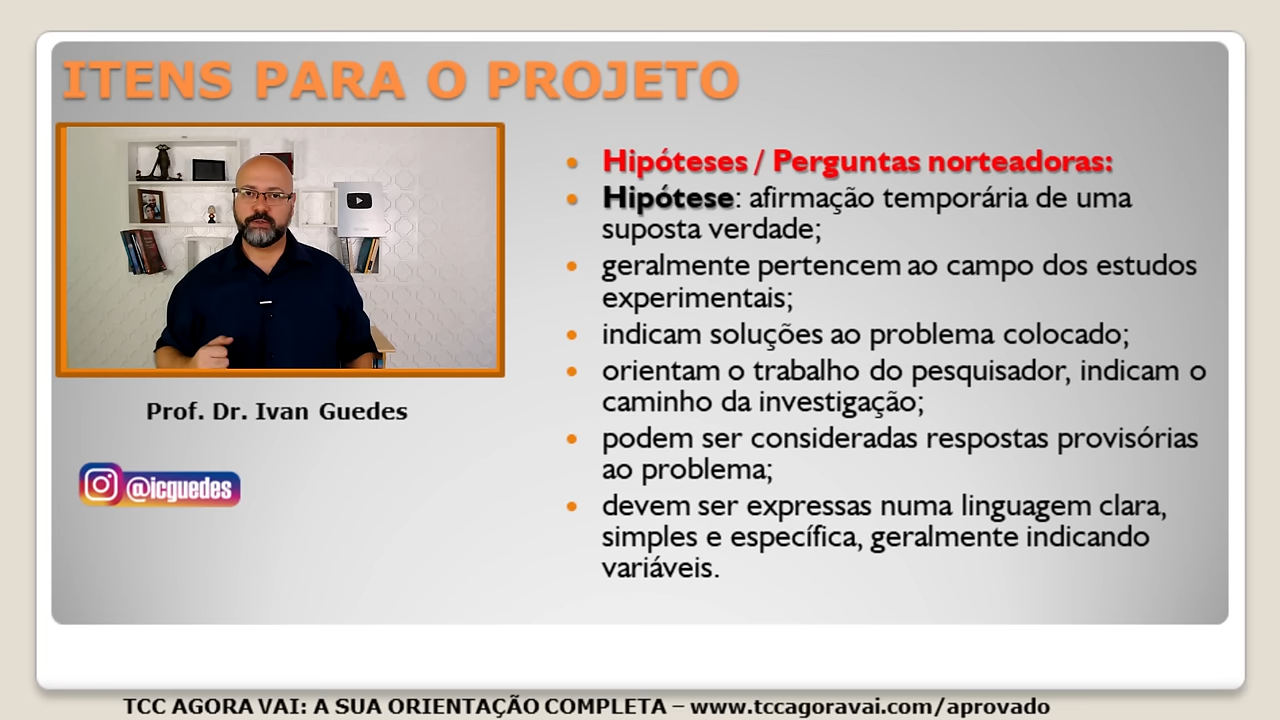 ITENS PARA O PROJETO
Hipóteses / Perguntas norteadoras:
Hipótese: afirmação temporária de uma
suposta verdade;
geralmente pertencem ao campo dos estudos
experimentais;
indicam soluções ao problema colocado;
orientam o trabalho do pesquisador, indicam o
caminho da investigação;
podem ser consideradas respostas provisórias
ao problema;
devem ser expressas numa linguagem clara,
simples e específica, geralmente indicando
variáveis.
Prof. Dr. Ivan Guedes
@icguedes
TCC AGORA VAI: A SUA ORIENTAÇÃO COMPLETA – www.tccagoravai.com/aprovado